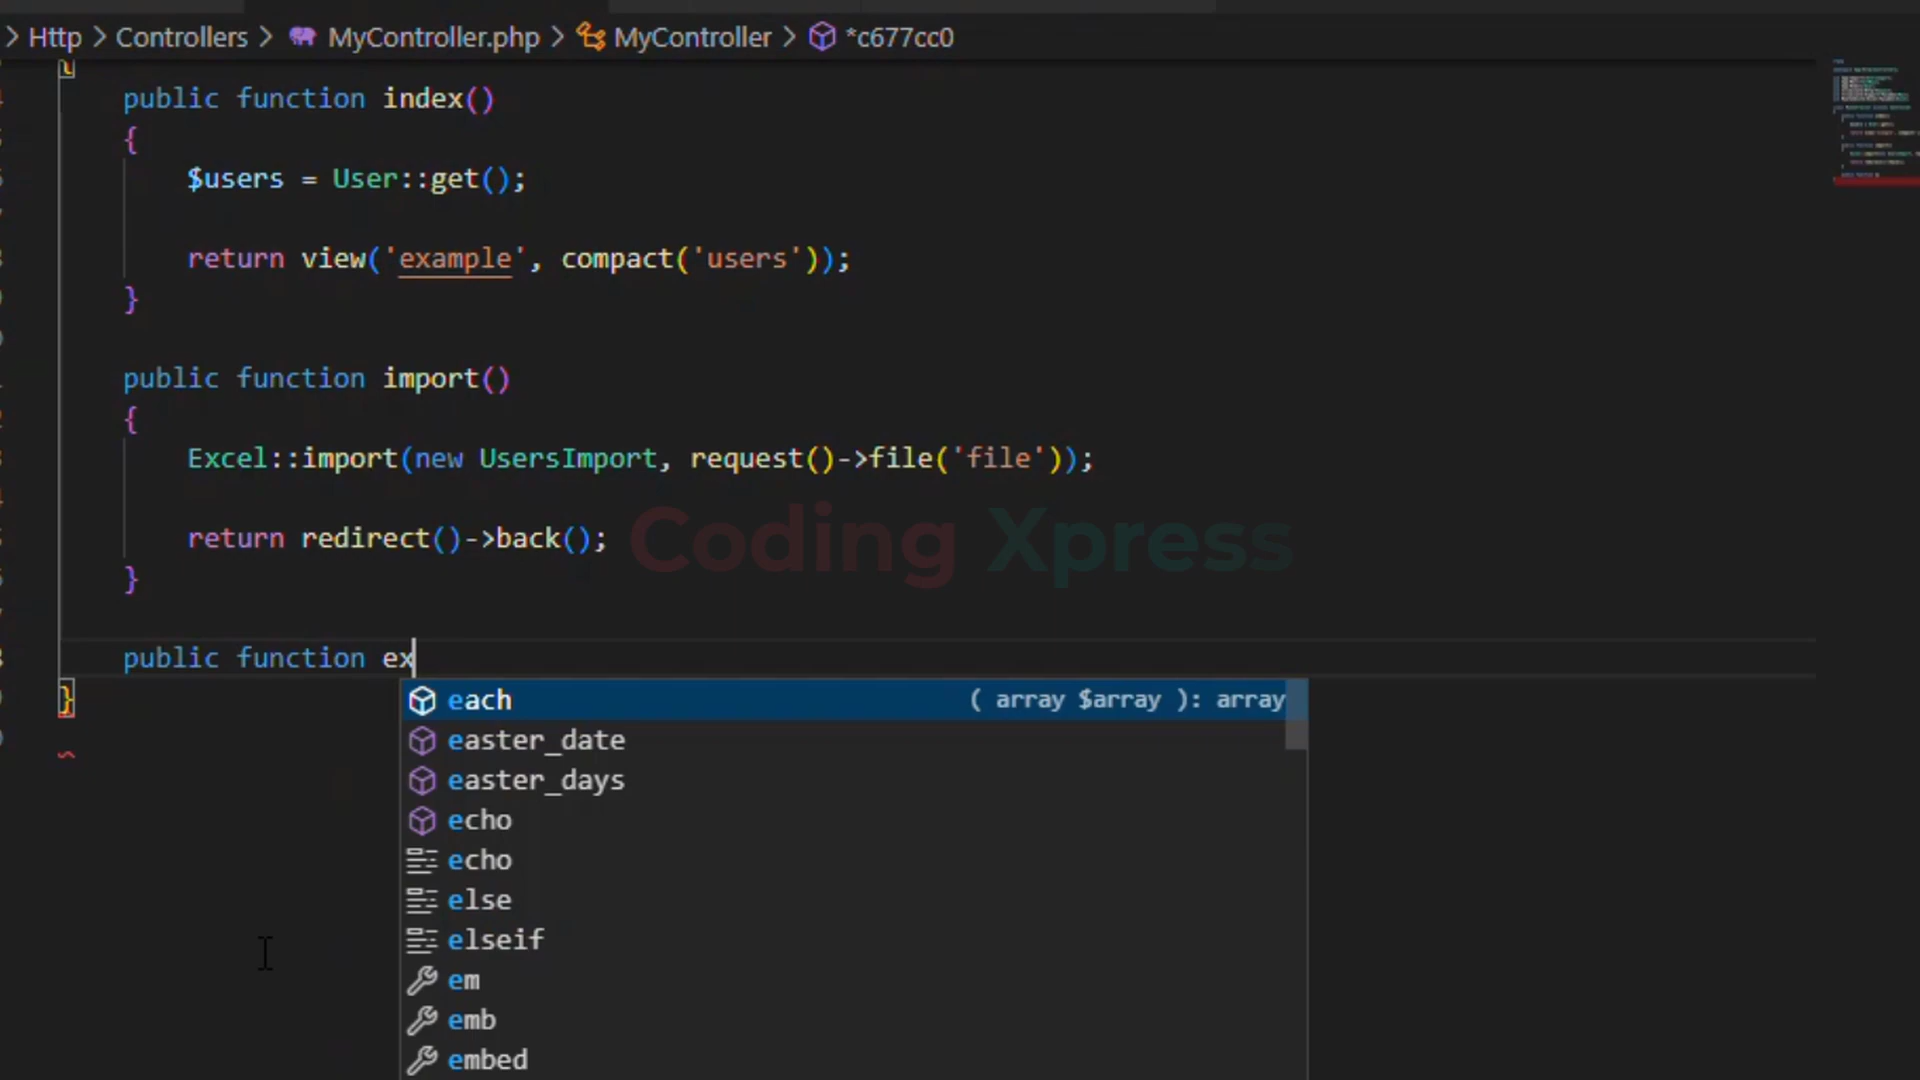 > Http > Controllers > MyController.php > MyController > *c677cc0
{
public function index()
{
$users = User::get();
return view('example', compact('users'));
}
public function import()
{
Excel::import(new UsersImport, request()->file('file'));
return redirect()->back();
}
Coding Xpress
public function ex
}
each ( array $array ): array
easter_date
easter_days
echo
echo
else
elseif
em
emb
embed